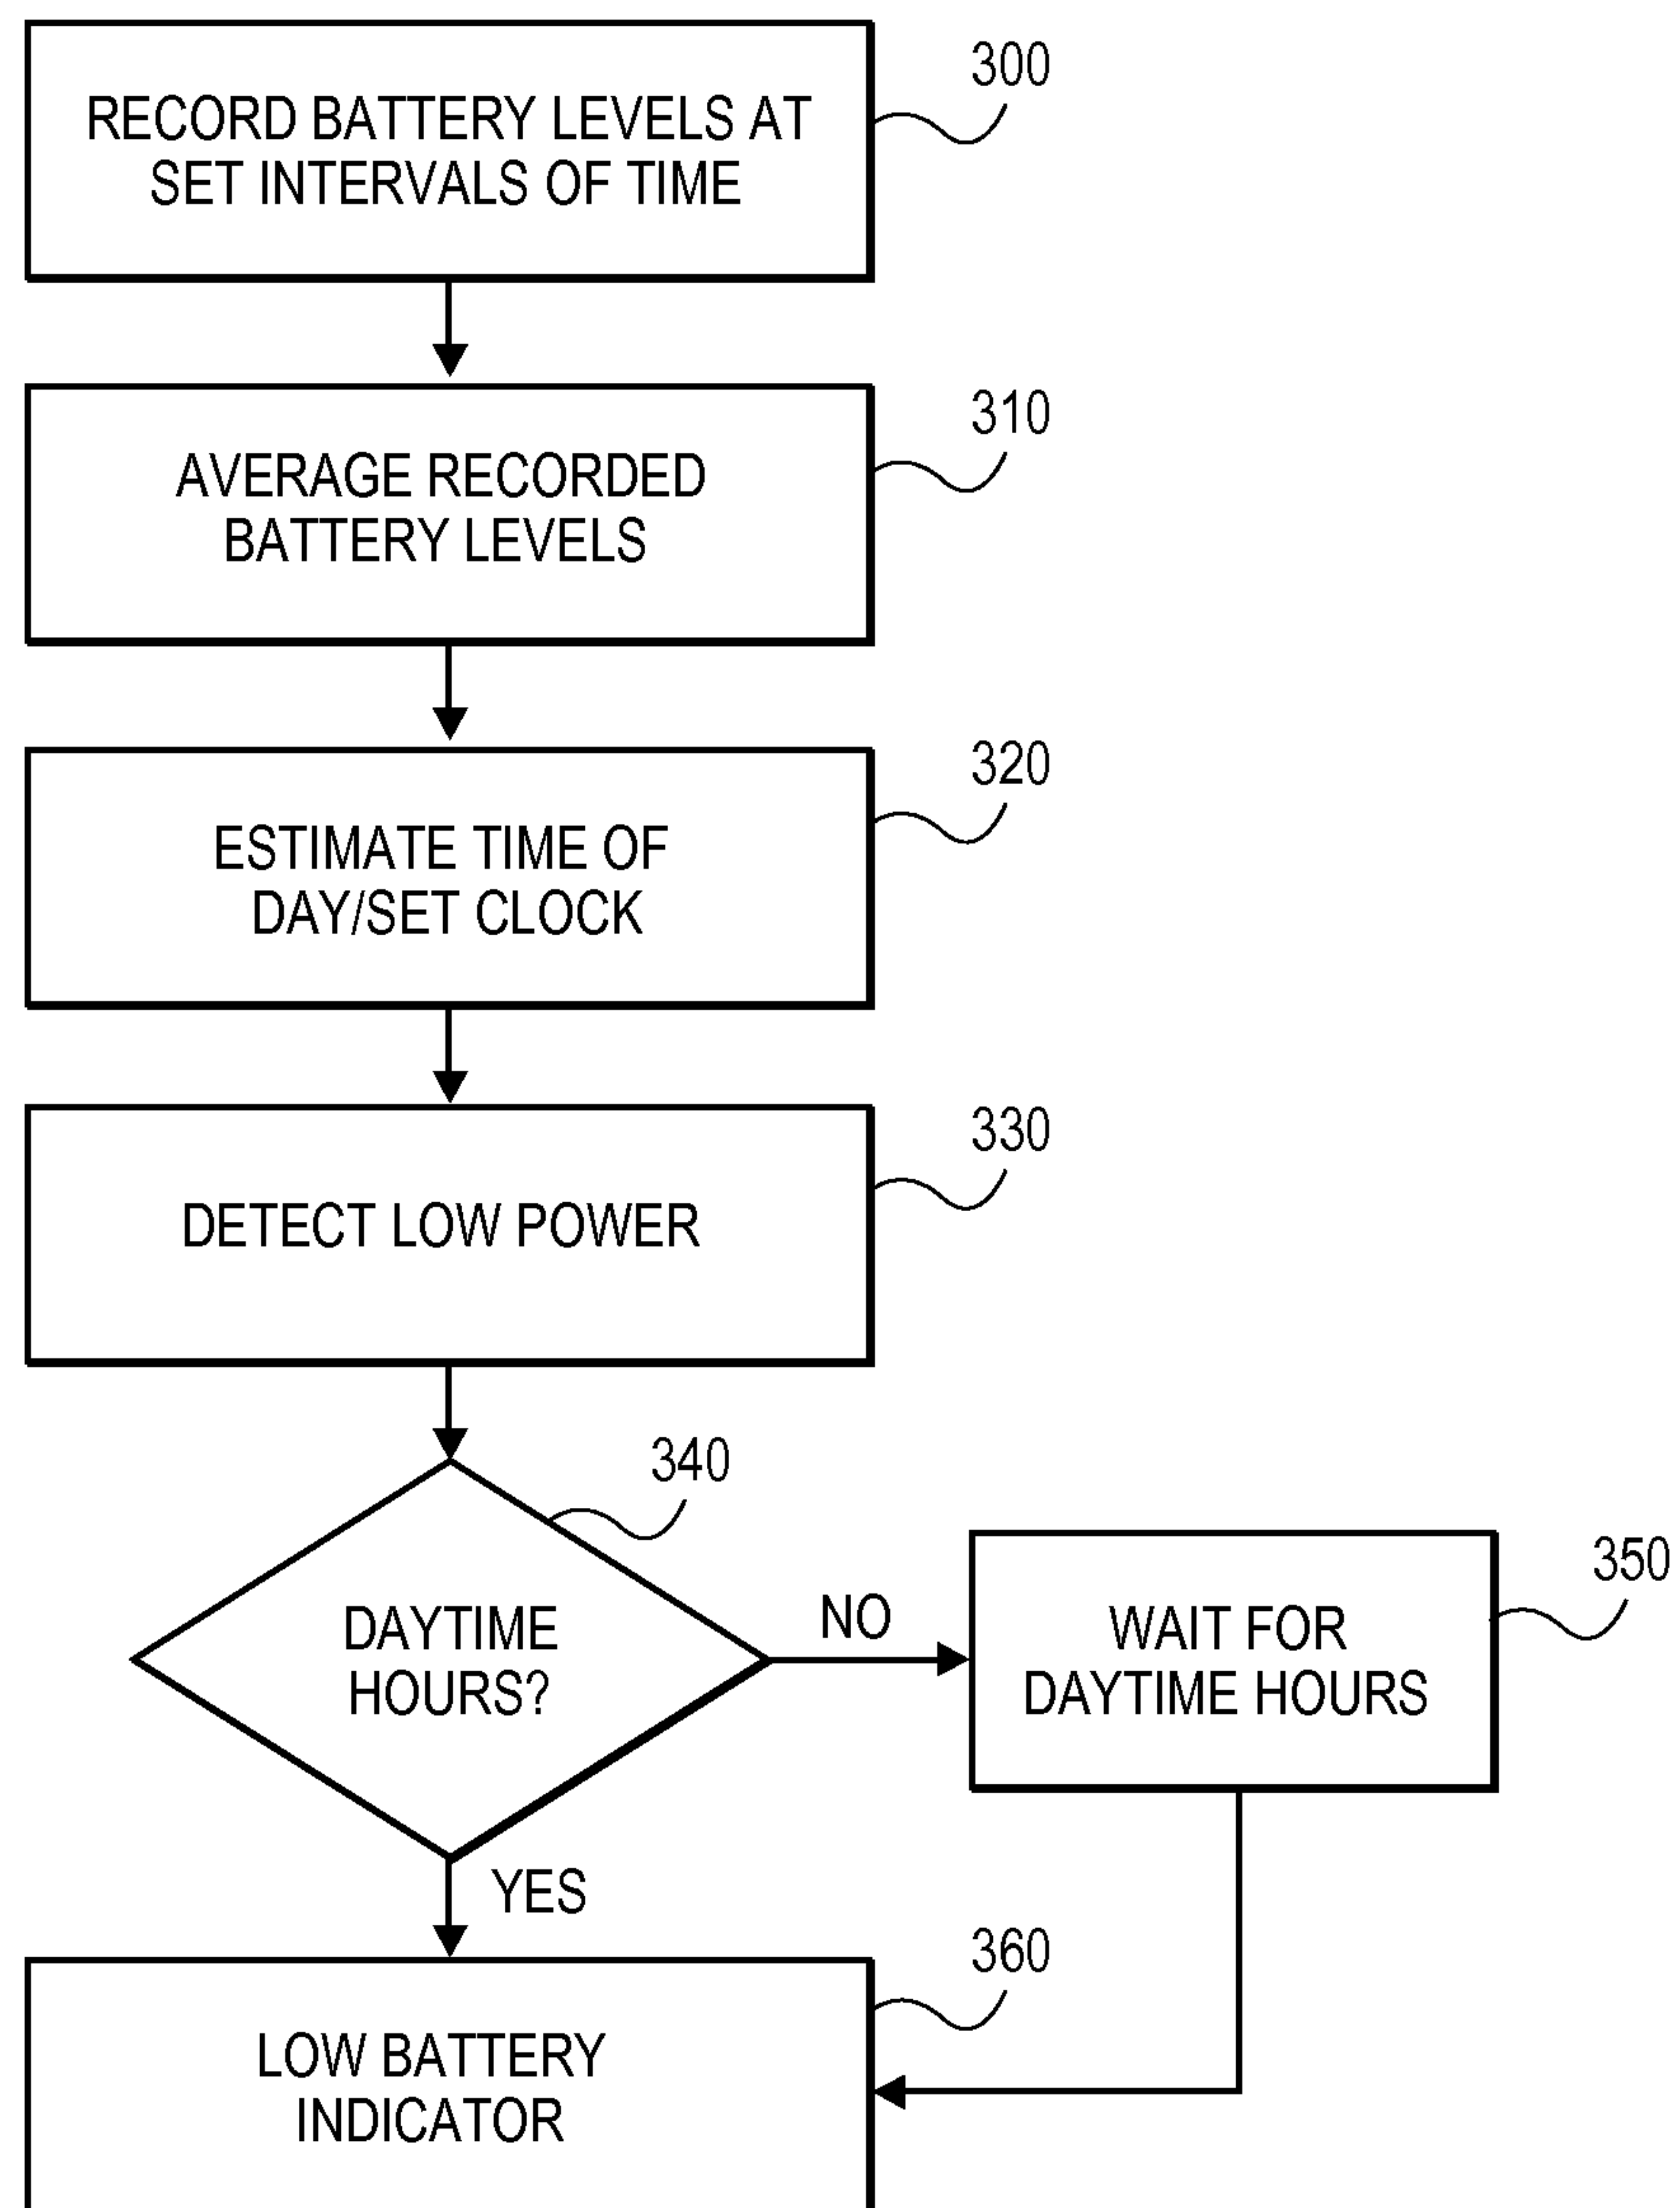 300
RECORD BATTERY LEVELS AT
SET INTERVALS OF TIME
310
AVERAGE RECORDED
BATTERY LEVELS
320
ESTIMATE TIME OF
DAY/SET CLOCK
330
DETECT LOW POWER
340
DAYTIME
HOURS?
NO
350
WAIT FOR
DAYTIME HOURS
YES
360
LOW BATTERY
INDICATOR